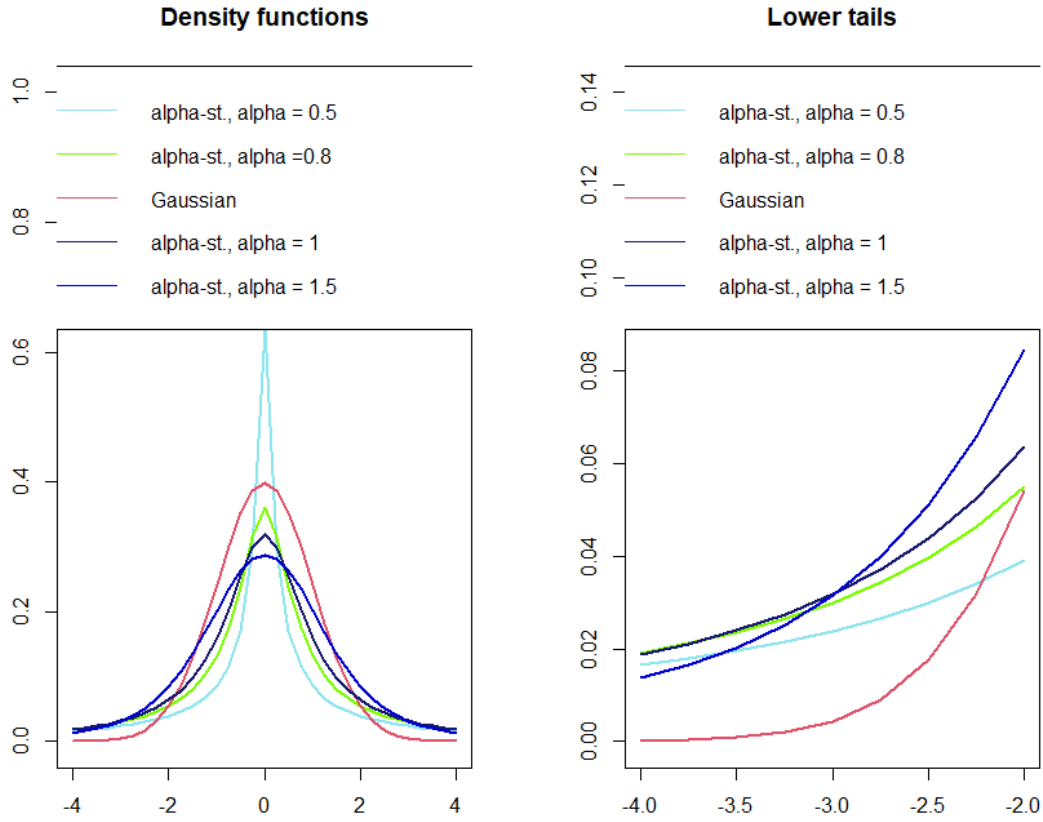 Density functions
1.0
0.8
0.6
0.4
0.2
0.0
alpha-st., alpha = 0.5
alpha-st., alpha =0.8
Gaussian
alpha-st., alpha = 1
alpha-st., alpha = 1.5
-4 -2 0 2 4
Lower tails
0.14
0.12
0.10
0.08
0.06
0.04
0.02
0.00
alpha-st., alpha = 0.5
alpha-st., alpha = 0.8
Gaussian
alpha-st., alpha = 1
alpha-st., alpha = 1.5
-4.0 -3.5 -3.0 -2.5 -2.0